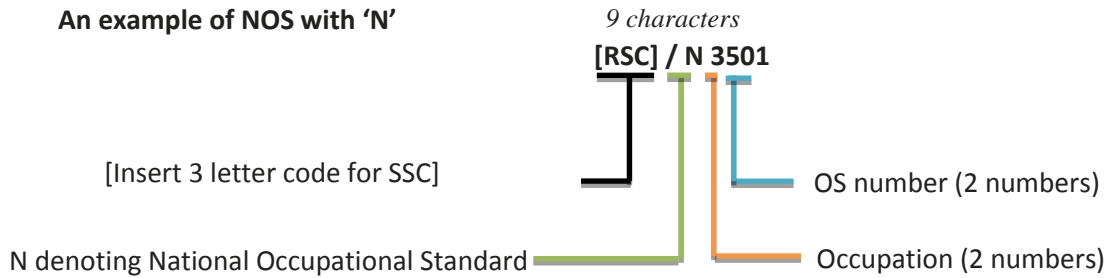 An example of NOS with ‘N’
9 characters
[RSC] / N 3501
[Insert 3 letter code for SSC]
OS number (2 numbers)
N denoting National Occupational Standard
Occupation (2 numbers)